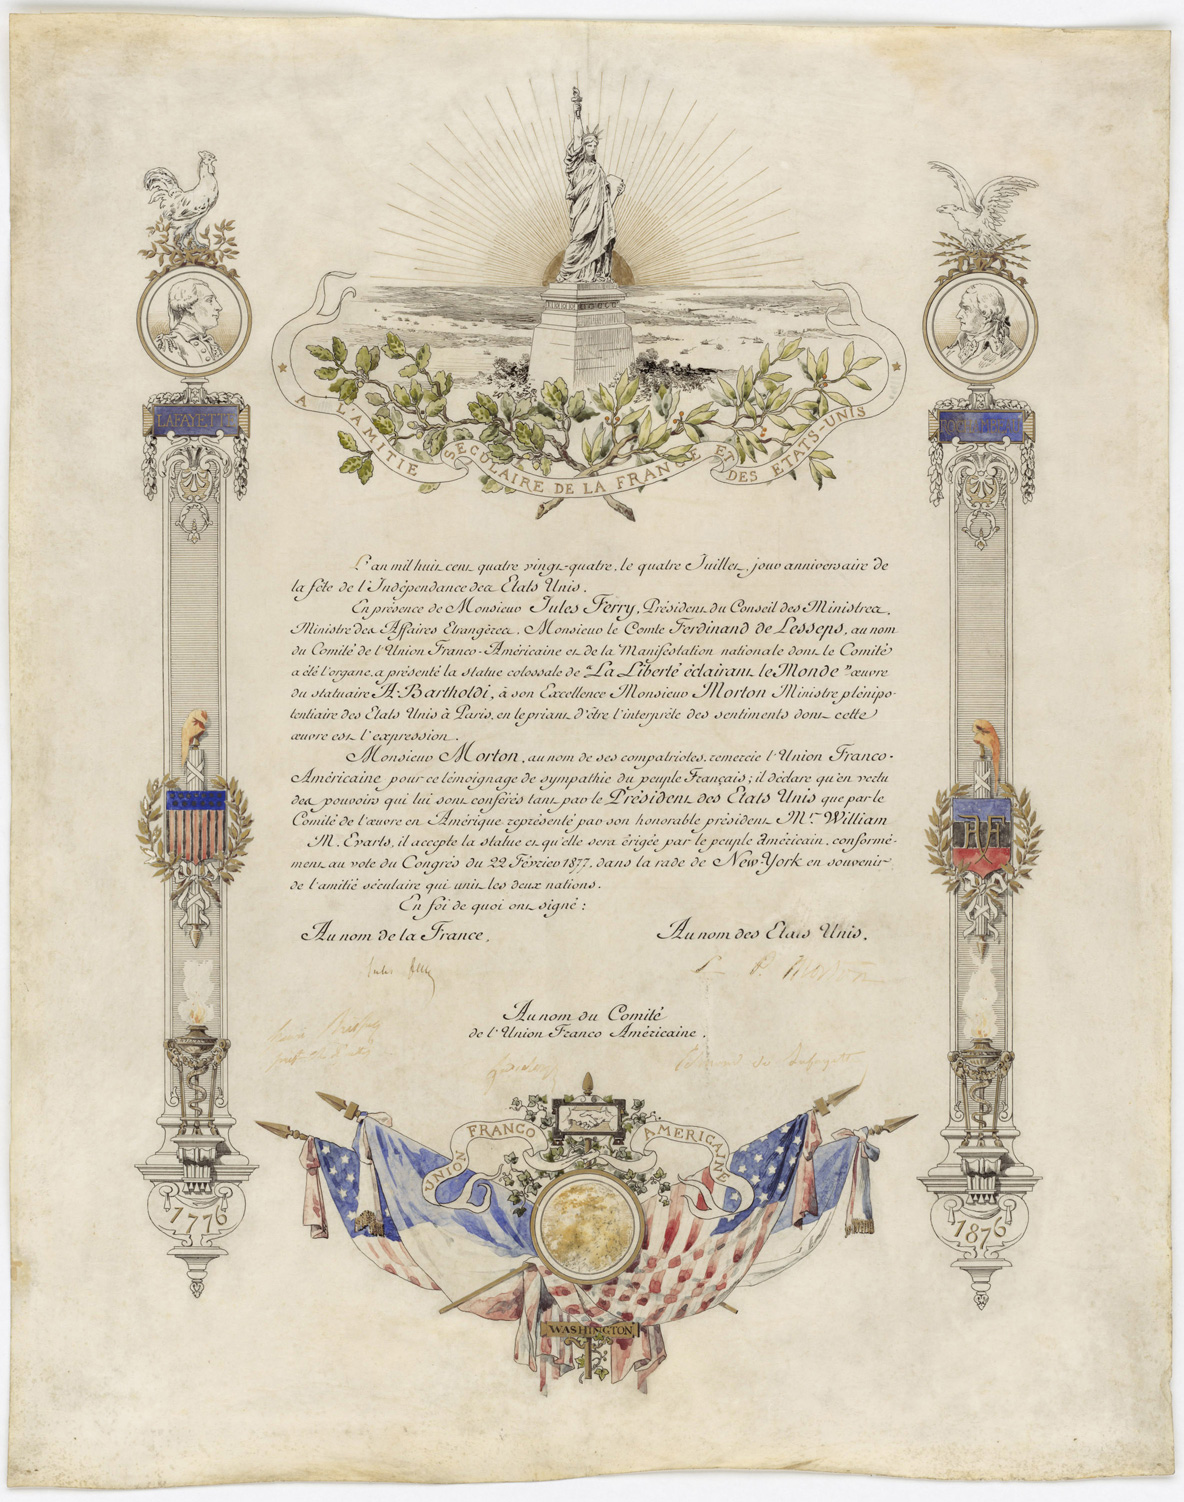 A L'AMITIE SECULAIRE DE LA FRANCE ET DES ETATS-UNIS
LAFAYETTE
L'an mil huit cent quatre vingt-quatre, le quatre Juillet, jour anniversaire de
la fête de l'Indépendance des Etats Unis.
En présence de Monsieur Jules Ferry, Président du Conseil des Ministres,
Ministre des Affaires Etrangères, Monsieur le Comte Ferdinand de Lesseps, au nom
du Comité de l'Union Franco-Américaine et de la Manifestation nationale dont le Comité
a été l'organe, a présenté la statue colossale de "La Liberté éclairant le Monde" œuvre
du statuaire A. Bartholdi, à son Excellence Monsieur Morton Ministre plénipo-
tentiaire des Etats Unis à Paris, en le priant d'être l'interprète des sentiments dont cette
œuvre est l'expression.
Monsieur Morton, au nom de ses compatriotes, remercie l'Union Franco-
Américaine pour ce témoignage de sympathie du peuple Français; il déclare qu'en vertu
des pouvoirs qui lui sont conférés tant par le Président des Etats Unis que par le
Comité de l'œuvre en Amérique représenté par son honorable président Mr. William
M. Evarts, il accepte la statue et qu'elle sera érigée par le peuple américain, conformé-
ment au vote du Congrès du 22 Février 1877, dans la rade de New-York en souvenir
de l'amitié séculaire qui unit les deux nations.
En foi de quoi ont signé:
Au nom de la France,
Au nom des Etats Unis.
Jules Ferry
L. P. Morton
Au nom du Comité
de l'Union Franco Américaine.
Edmond de Lafayette
UNION FRANCO AMERICAINE
1776
1876
WASHINGTON